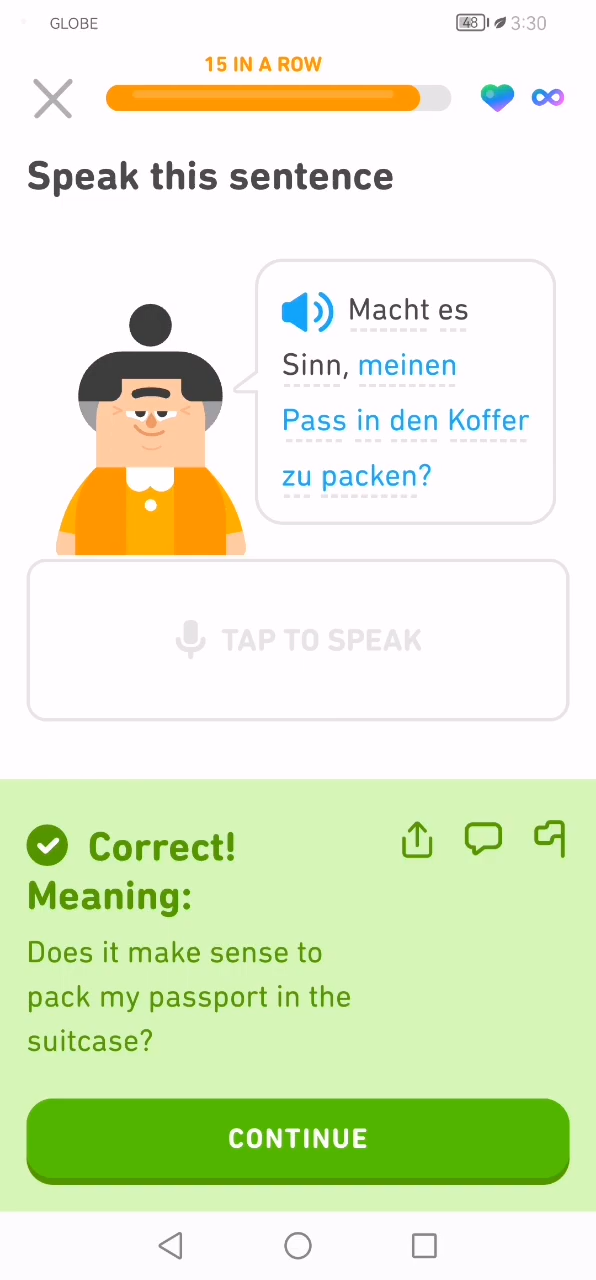 GLOBE
48
3:30
15 IN A ROW
Speak this sentence
Macht es
Sinn, meinen
Pass in den Koffer
zu packen?
TAP TO SPEAK
Correct!
Meaning:
Does it make sense to
pack my passport in the
suitcase?
CONTINUE